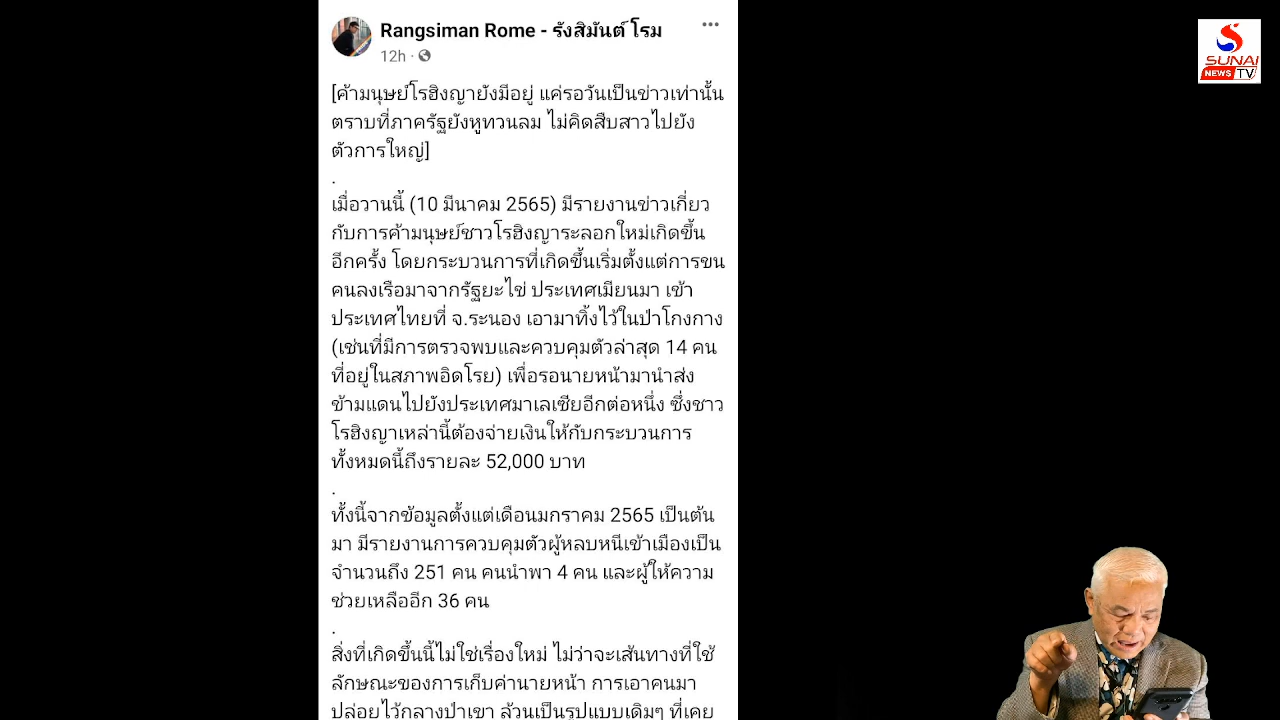 Rangsiman Rome - รังสิมันต์ โรม
12h ·
SUNAI
NEWS TV
[ค้ามนุษย์โรฮิงญายังมีอยู่ แค่รอวันเป็นข่าวเท่านั้น
ตราบที่ภาครัฐยังหูทวนลม ไม่คิดสืบสาวไปยัง
ตัวการใหญ่]
.
เมื่อวานนี้ (10 มีนาคม 2565) มีรายงานข่าวเกี่ยว
กับการค้ามนุษย์ชาวโรฮิงญาระลอกใหม่เกิดขึ้น
อีกครั้ง โดยกระบวนการที่เกิดขึ้นเริ่มตั้งแต่การขน
คนลงเรือมาจากรัฐยะไข่ ประเทศเมียนมา เข้า
ประเทศไทยที่ จ.ระนอง เอามาทิ้งไว้ในป่าโกงกาง
(เช่นที่มีการตรวจพบและควบคุมตัวล่าสุด 14 คน
ที่อยู่ในสภาพอิดโรย) เพื่อรอนายหน้ามานำส่ง
ข้ามแดนไปยังประเทศมาเลเซียอีกต่อหนึ่ง ซึ่งชาว
โรฮิงญาเหล่านี้ต้องจ่ายเงินให้กับกระบวนการ
ทั้งหมดนี้ถึงรายละ 52,000 บาท
.
ทั้งนี้จากข้อมูลตั้งแต่เดือนมกราคม 2565 เป็นต้น
มา มีรายงานการควบคุมตัวผู้หลบหนีเข้าเมืองเป็น
จำนวนถึง 251 คน คนนำพา 4 คน และผู้ให้ความ
ช่วยเหลืออีก 36 คน
.
สิ่งที่เกิดขึ้นนี้ไม่ใช่เรื่องใหม่ ไม่ว่าจะเส้นทางที่ใช้
ลักษณะของการเก็บค่านายหน้า การเอาคนมา
ปล่อยไว้กลางป่าเขา ล้วนเป็นรูปแบบเดิมๆ ที่เคย